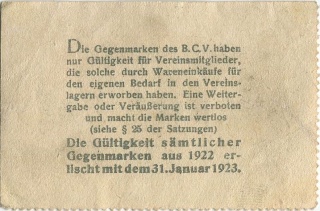 Die Gegenmarken des B.C.V. haben
nur Gültigkeit für Vereinsmitglieder,
die solche durch Wareneinkäufe für
den eigenen Bedarf in den Vereins-
lagern erworben haben. Eine Weiter-
gabe oder Veräußerung ist verboten
und macht die Marken wertlos
(siehe § 25 der Satzungen)
Die Gültigkeit sämtlicher
Gegenmarken aus 1922 er-
lischt mit dem 31. Januar 1923.